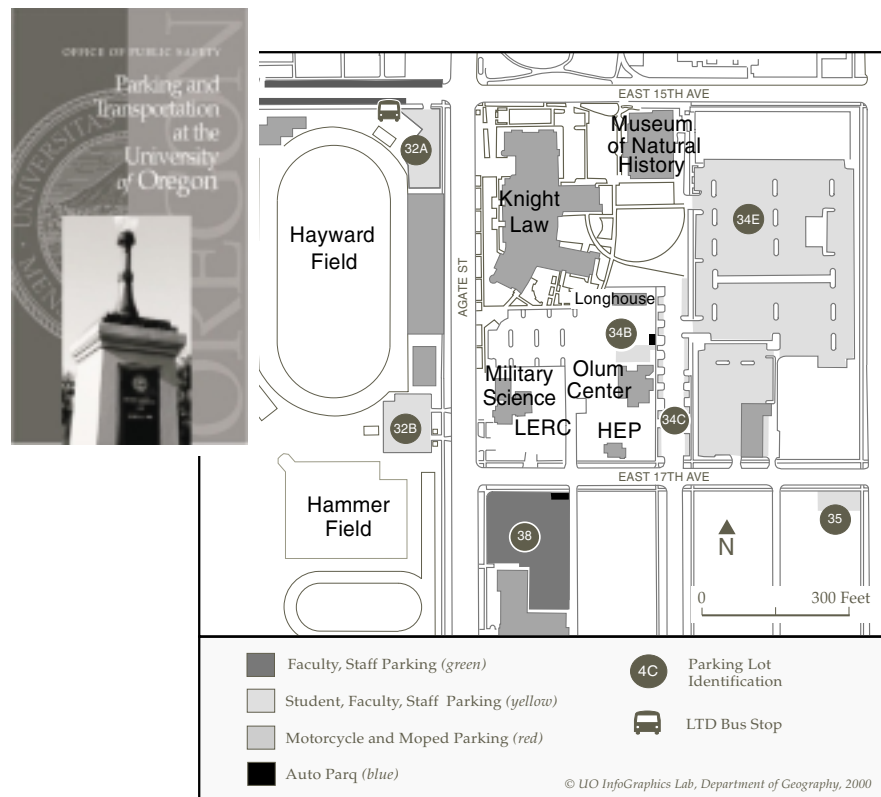 OFFICE OF PUBLIC SAFETY
Parking and
Transportation
at the
University
of Oregon
OREGON
EAST 15TH AVE
32A
Museum
of Natural
History
Knight
Law
34E
Hayward
Field
AGATE ST
Longhouse
34B
Military
Science
Olum
Center
34C
32B
LERC
HEP
EAST 17TH AVE
Hammer
Field
38
35
N
0
300 Feet
Faculty, Staff Parking (green)
Student, Faculty, Staff Parking (yellow)
Motorcycle and Moped Parking (red)
Auto Parq (blue)
4C
Parking Lot
Identification
LTD Bus Stop
© UO InfoGraphics Lab, Department of Geography, 2000